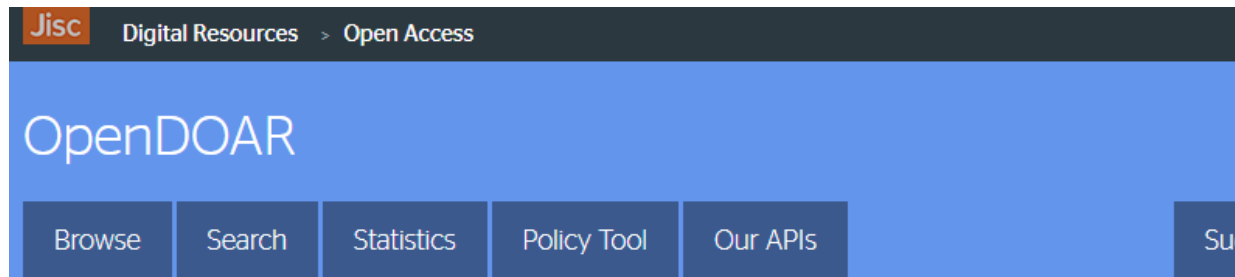 Jisc Digital Resources > Open Access
OpenDOAR
Browse Search Statistics Policy Tool Our APIs